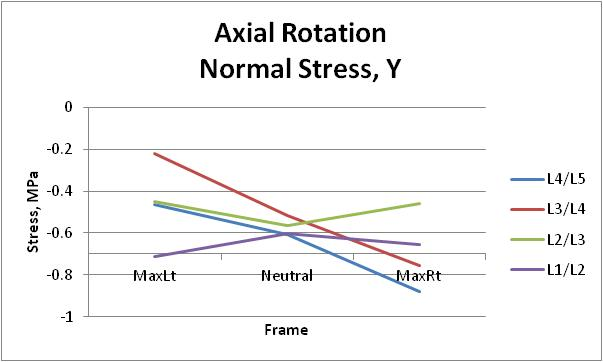 Axial Rotation
Normal Stress, Y
0
-0.2
-0.4
-0.6
-0.8
-1
Stress, MPa
MaxLt Neutral MaxRt
Frame
L4/L5
L3/L4
L2/L3
L1/L2